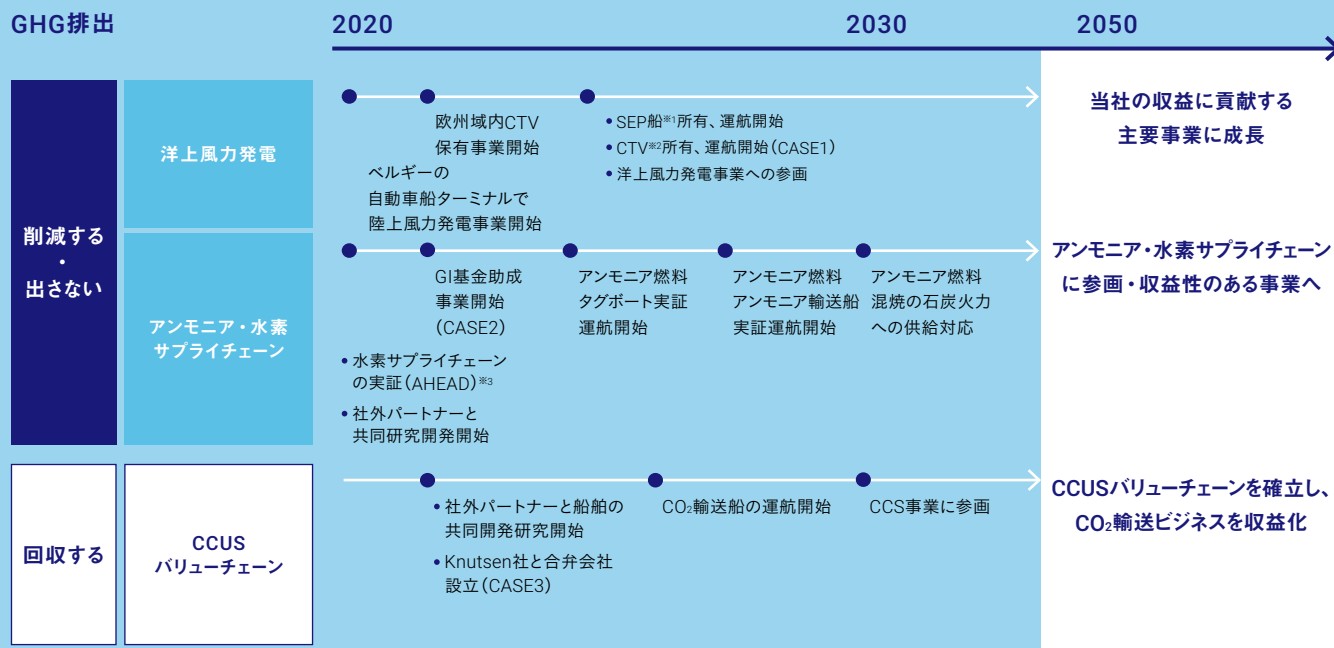 GHG排出
2020
2030
2050
削減する
・
出さない
洋上風力発電
ベルギーの
自動車船ターミナルで
陸上風力発電事業開始
欧州域内CTV
保有事業開始
• SEP船※1所有、運航開始
• CTV※2所有、運航開始(CASE1)
• 洋上風力発電事業への参画
当社の収益に貢献する
主要事業に成長
アンモニア・水素
サプライチェーン
• 水素サプライチェーン
の実証(AHEAD)※3
• 社外パートナーと
共同研究開発開始
GI基金助成
事業開始
(CASE2)
アンモニア燃料
タグボート実証
運航開始
アンモニア燃料
アンモニア輸送船
実証運航開始
アンモニア燃料
混焼の石炭火力
への供給対応
アンモニア・水素サプライチェーン
に参画・収益性のある事業へ
回収する
CCUS
バリューチェーン
• 社外パートナーと船舶の
共同開発研究開始
• Knutsen社と合弁会社
設立(CASE3)
CO₂輸送船の運航開始
CCS事業に参画
CCUSバリューチェーンを確立し、
CO₂輸送ビジネスを収益化